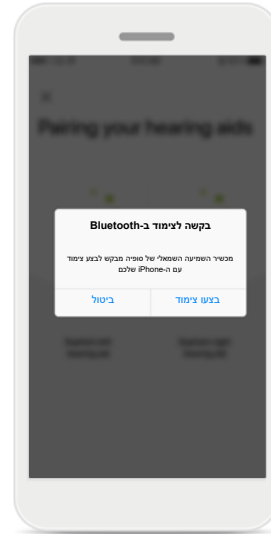 Pairing your hearing aids
בקשה לצימוד ב-Bluetooth
מכשיר השמיעה השמאלי של סופיה מבקש לבצע צימוד
עם ה-iPhone שלכם
בצעו צימוד
ביטול